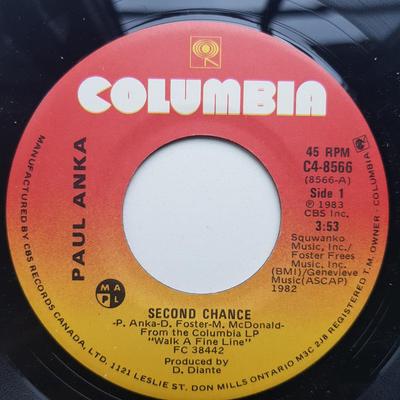 COLUMBIA
PAUL ANKA
45 RPM
C4-8566
(8566-A)
Side 1
℗ 1983
CBS Inc.
3:53
Squwanko
Music, Inc./
Foster Frees
Music Inc.
(BMI)/Genevieve
Music(ASCAP)
1982
M A P L
SECOND CHANCE
-P. Anka-D. Foster-M. McDonald-
From the Columbia LP
"Walk A Fine Line"
FC 38442
Produced by
D. Diante
MANUFACTURED BY CBS RECORDS CANADA, LTD. 1121 LESLIE ST. DON MILLS ONTARIO M3C 2J8 REGISTERED T.M. OWNER - COLUMBIA